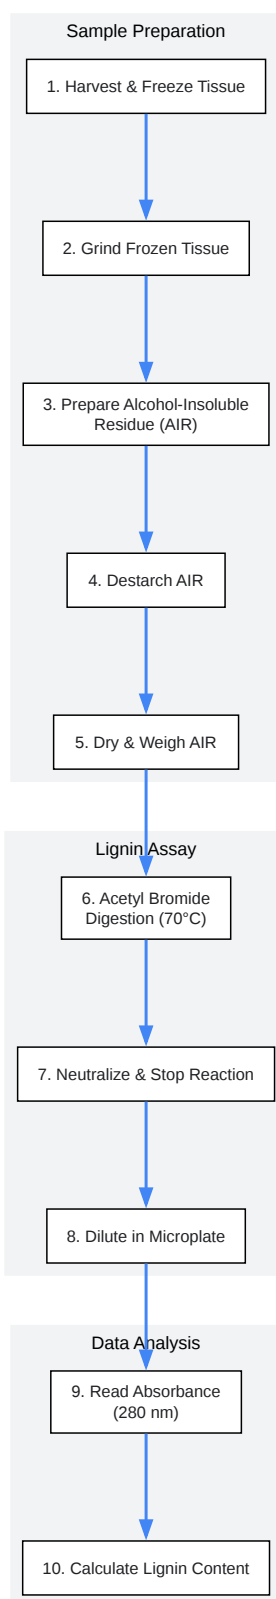 Sample Preparation
1. Harvest & Freeze Tissue
2. Grind Frozen Tissue
3. Prepare Alcohol-Insoluble
Residue (AIR)
4. Destarch AIR
5. Dry & Weigh AIR
Lignin Assay
6. Acetyl Bromide
Digestion (70°C)
7. Neutralize & Stop Reaction
8. Dilute in Microplate
Data Analysis
9. Read Absorbance
(280 nm)
10. Calculate Lignin Content